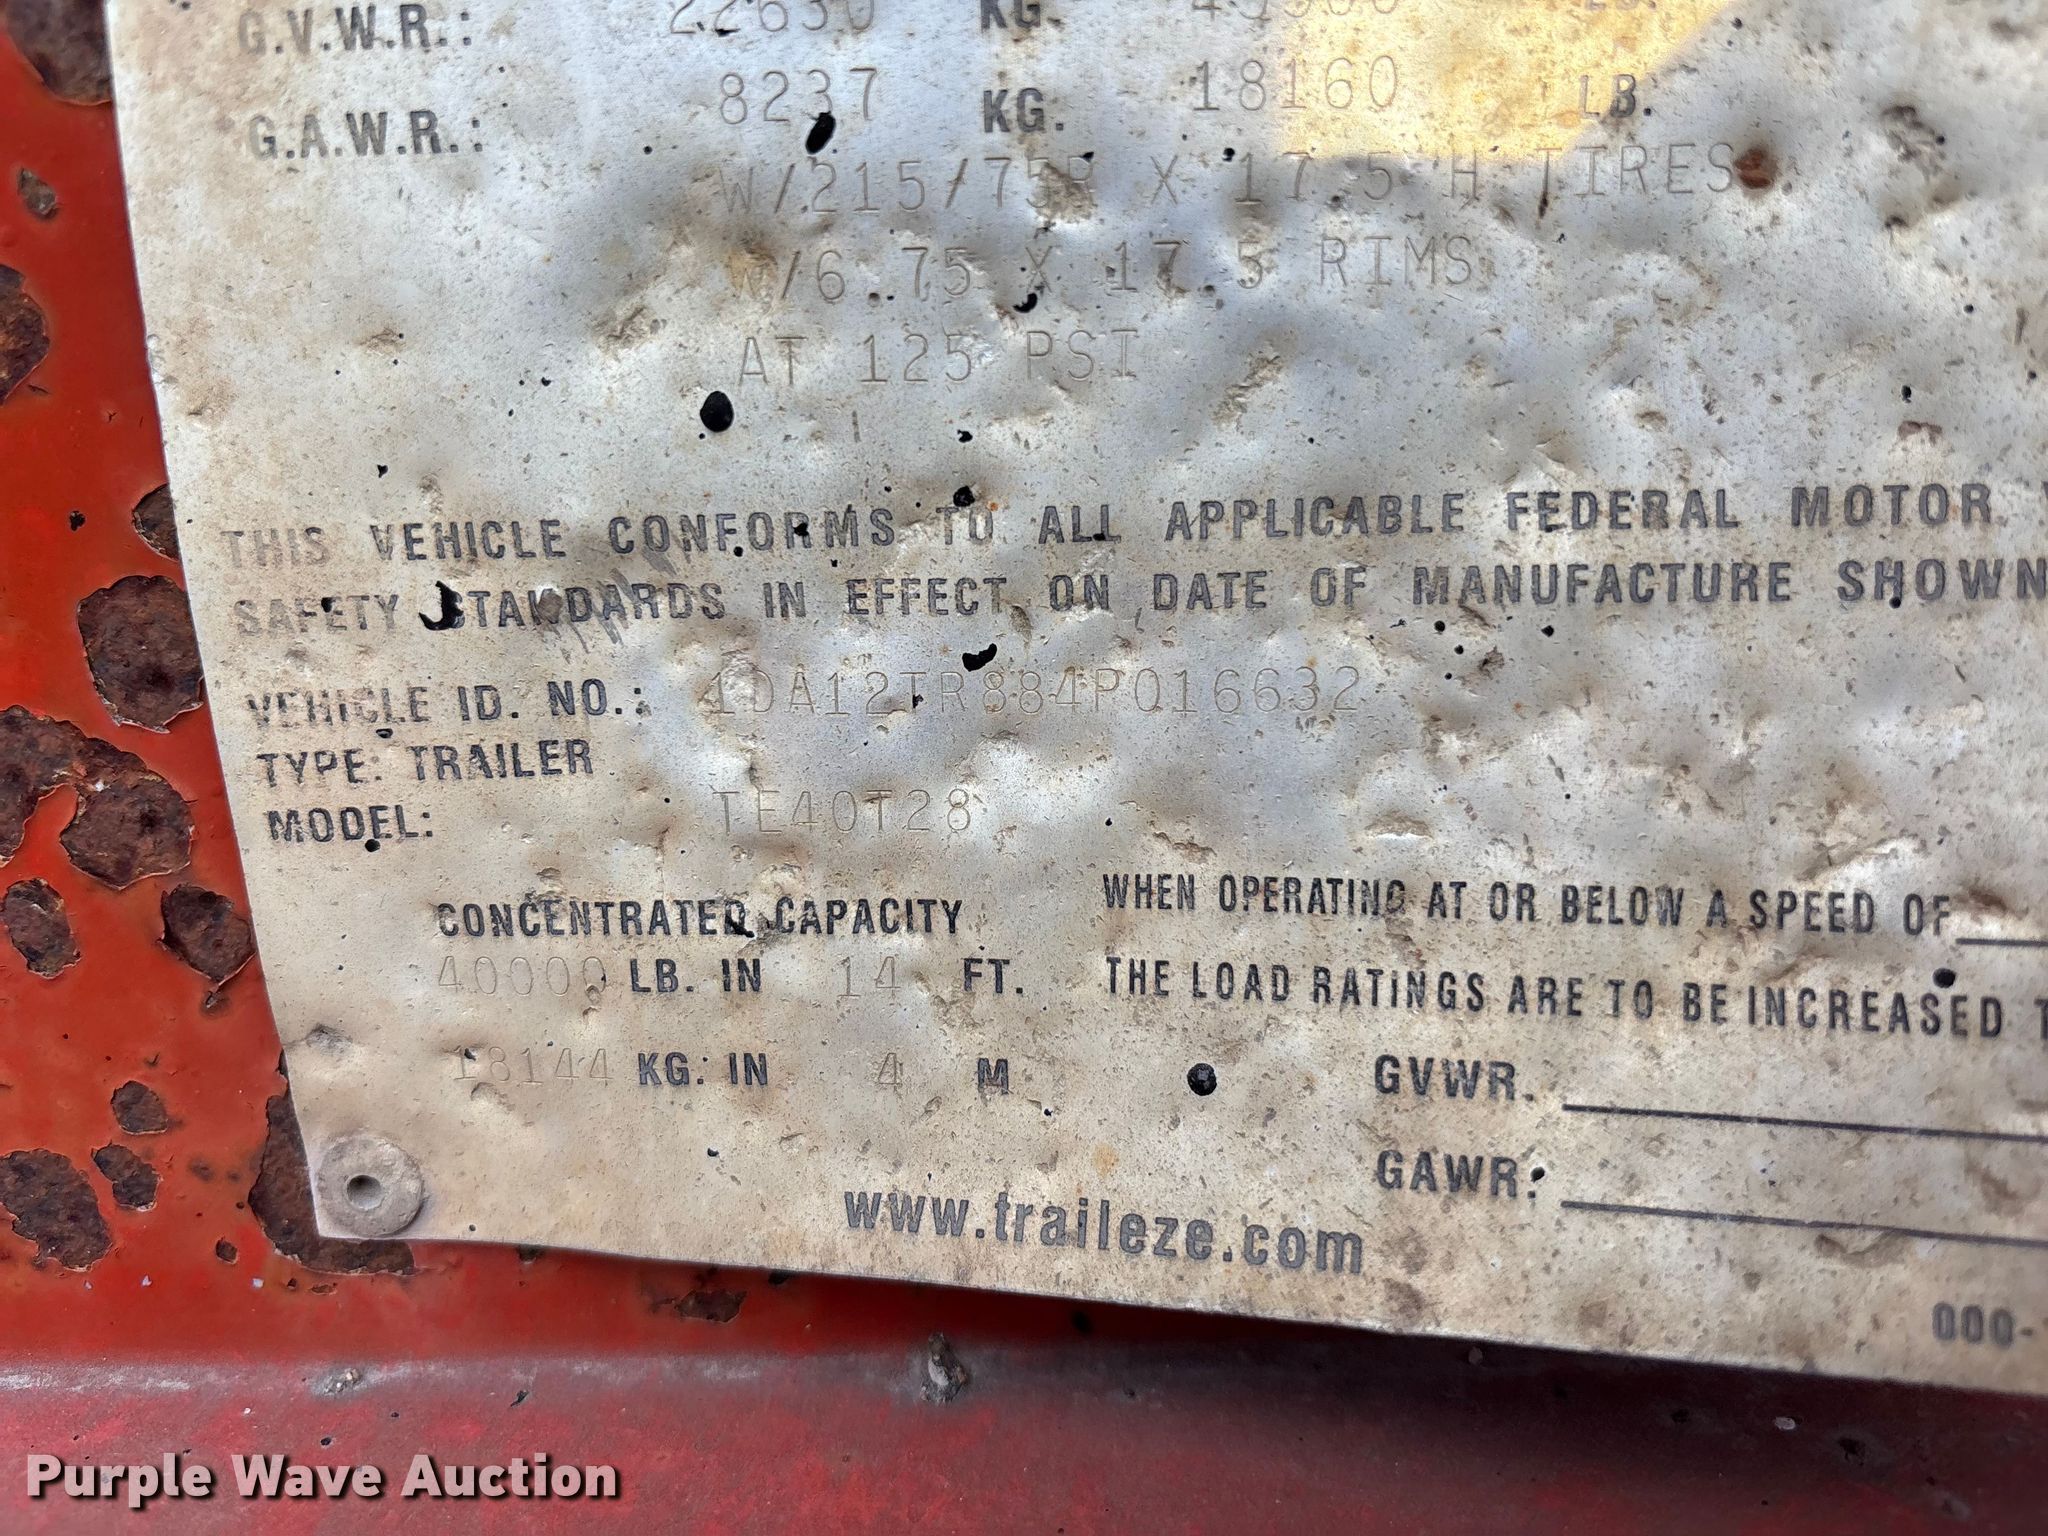 G.V.W.R.: 22630 KG.
G.A.W.R.: 8237 KG. 18160 LB.
W/215/75R X 17.5 H TIRES
W/6.75 X 17.5 RIMS
AT 125 PSI
THIS VEHICLE CONFORMS TO ALL APPLICABLE FEDERAL MOTOR
SAFETY STANDARDS IN EFFECT ON DATE OF MANUFACTURE SHOWN
VEHICLE ID. NO.: 1DA12TR884P016632
TYPE: TRAILER
MODEL: TE40T28
CONCENTRATED CAPACITY
40000 LB. IN 14 FT.
18144 KG. IN 4 M
WHEN OPERATING AT OR BELOW A SPEED OF
THE LOAD RATINGS ARE TO BE INCREASED
GVWR.
GAWR.
www.traileze.com
000-
Purple Wave Auction